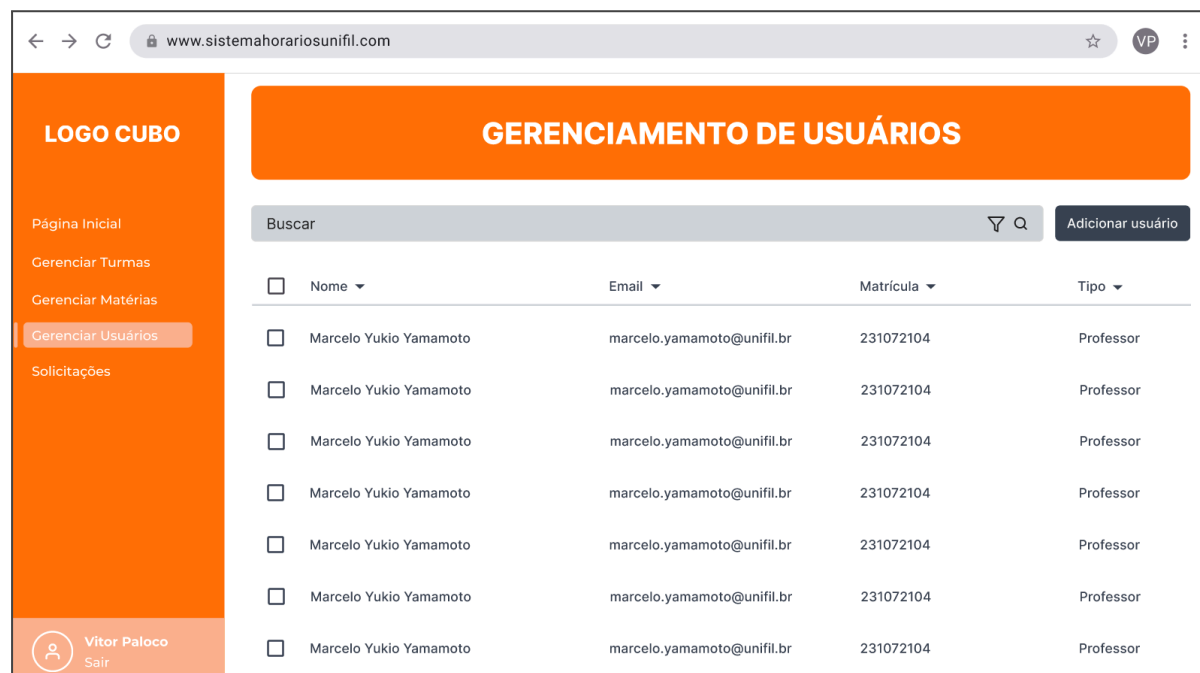 www.sistemahorariosunifil.com
VP
LOGO CUBO
Página Inicial
Gerenciar Turmas
Gerenciar Matérias
Gerenciar Usuários
Solicitações
Vitor Paloco
Sair
GERENCIAMENTO DE USUÁRIOS
Buscar
Adicionar usuário
Nome Email Matrícula Tipo
Marcelo Yukio Yamamoto marcelo.yamamoto@unifil.br 231072104 Professor
Marcelo Yukio Yamamoto marcelo.yamamoto@unifil.br 231072104 Professor
Marcelo Yukio Yamamoto marcelo.yamamoto@unifil.br 231072104 Professor
Marcelo Yukio Yamamoto marcelo.yamamoto@unifil.br 231072104 Professor
Marcelo Yukio Yamamoto marcelo.yamamoto@unifil.br 231072104 Professor
Marcelo Yukio Yamamoto marcelo.yamamoto@unifil.br 231072104 Professor
Marcelo Yukio Yamamoto marcelo.yamamoto@unifil.br 231072104 Professor